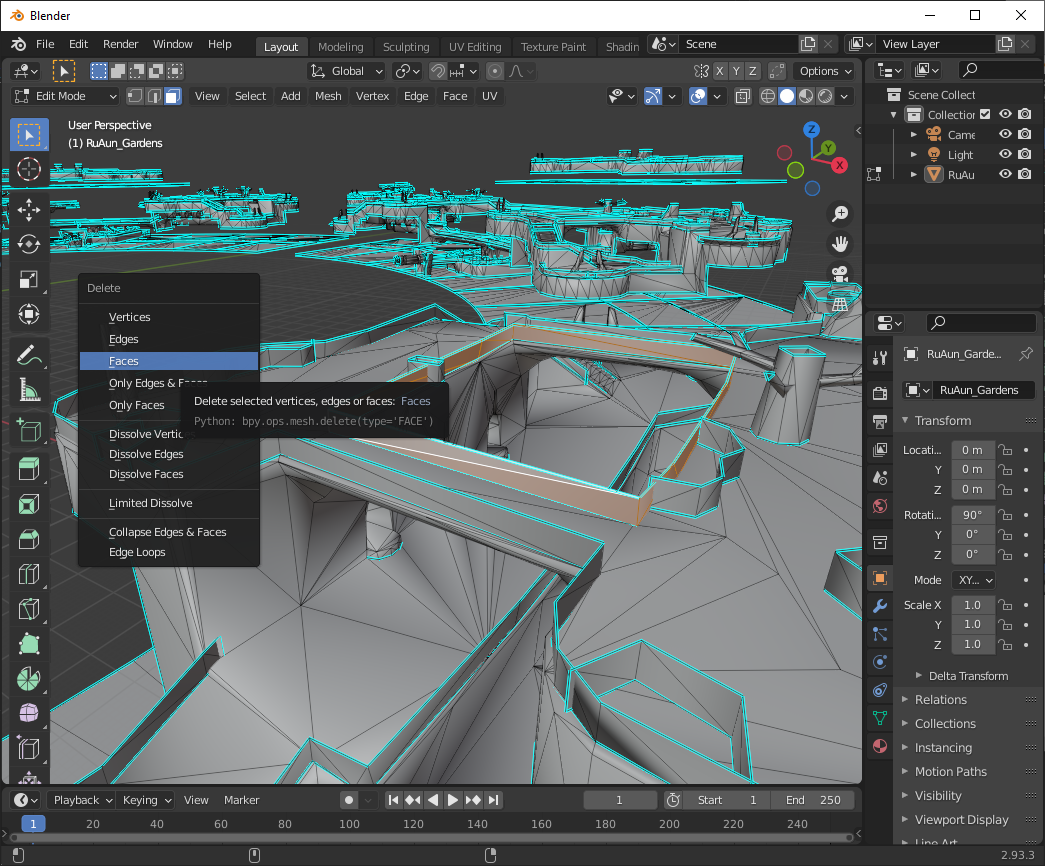 Blender
File Edit Render Window Help
Layout Modeling Sculpting UV Editing Texture Paint Shadin
Scene
View Layer
Global
X Y Z
Options
Edit Mode
View Select Add Mesh Vertex Edge Face UV
User Perspective
(1) RuAun_Gardens
Z
Y
X
Scene Collect
Collection
Came
Light
RuAu
Delete
Vertices
Edges
Faces
Only Edges & Faces
Only Faces
Delete selected vertices, edges or faces: Faces
Python: bpy.ops.mesh.delete(type='FACE')
Dissolve Vertic
Dissolve Edges
Dissolve Faces
Limited Dissolve
Collapse Edges & Faces
Edge Loops
RuAun_Garde...
RuAun_Gardens
Transform
Locati... 0 m
Y 0 m
Z 0 m
Rotati... 90°
Y 0°
Z 0°
Mode XY...
Scale X 1.0
Y 1.0
Z 1.0
Delta Transform
Relations
Collections
Instancing
Motion Paths
Visibility
Viewport Display
Line Art
Playback Keying View Marker
1
Start 1
End 250
1 20 40 60 80 100 120 140 160 180 200 220 240
2.93.3